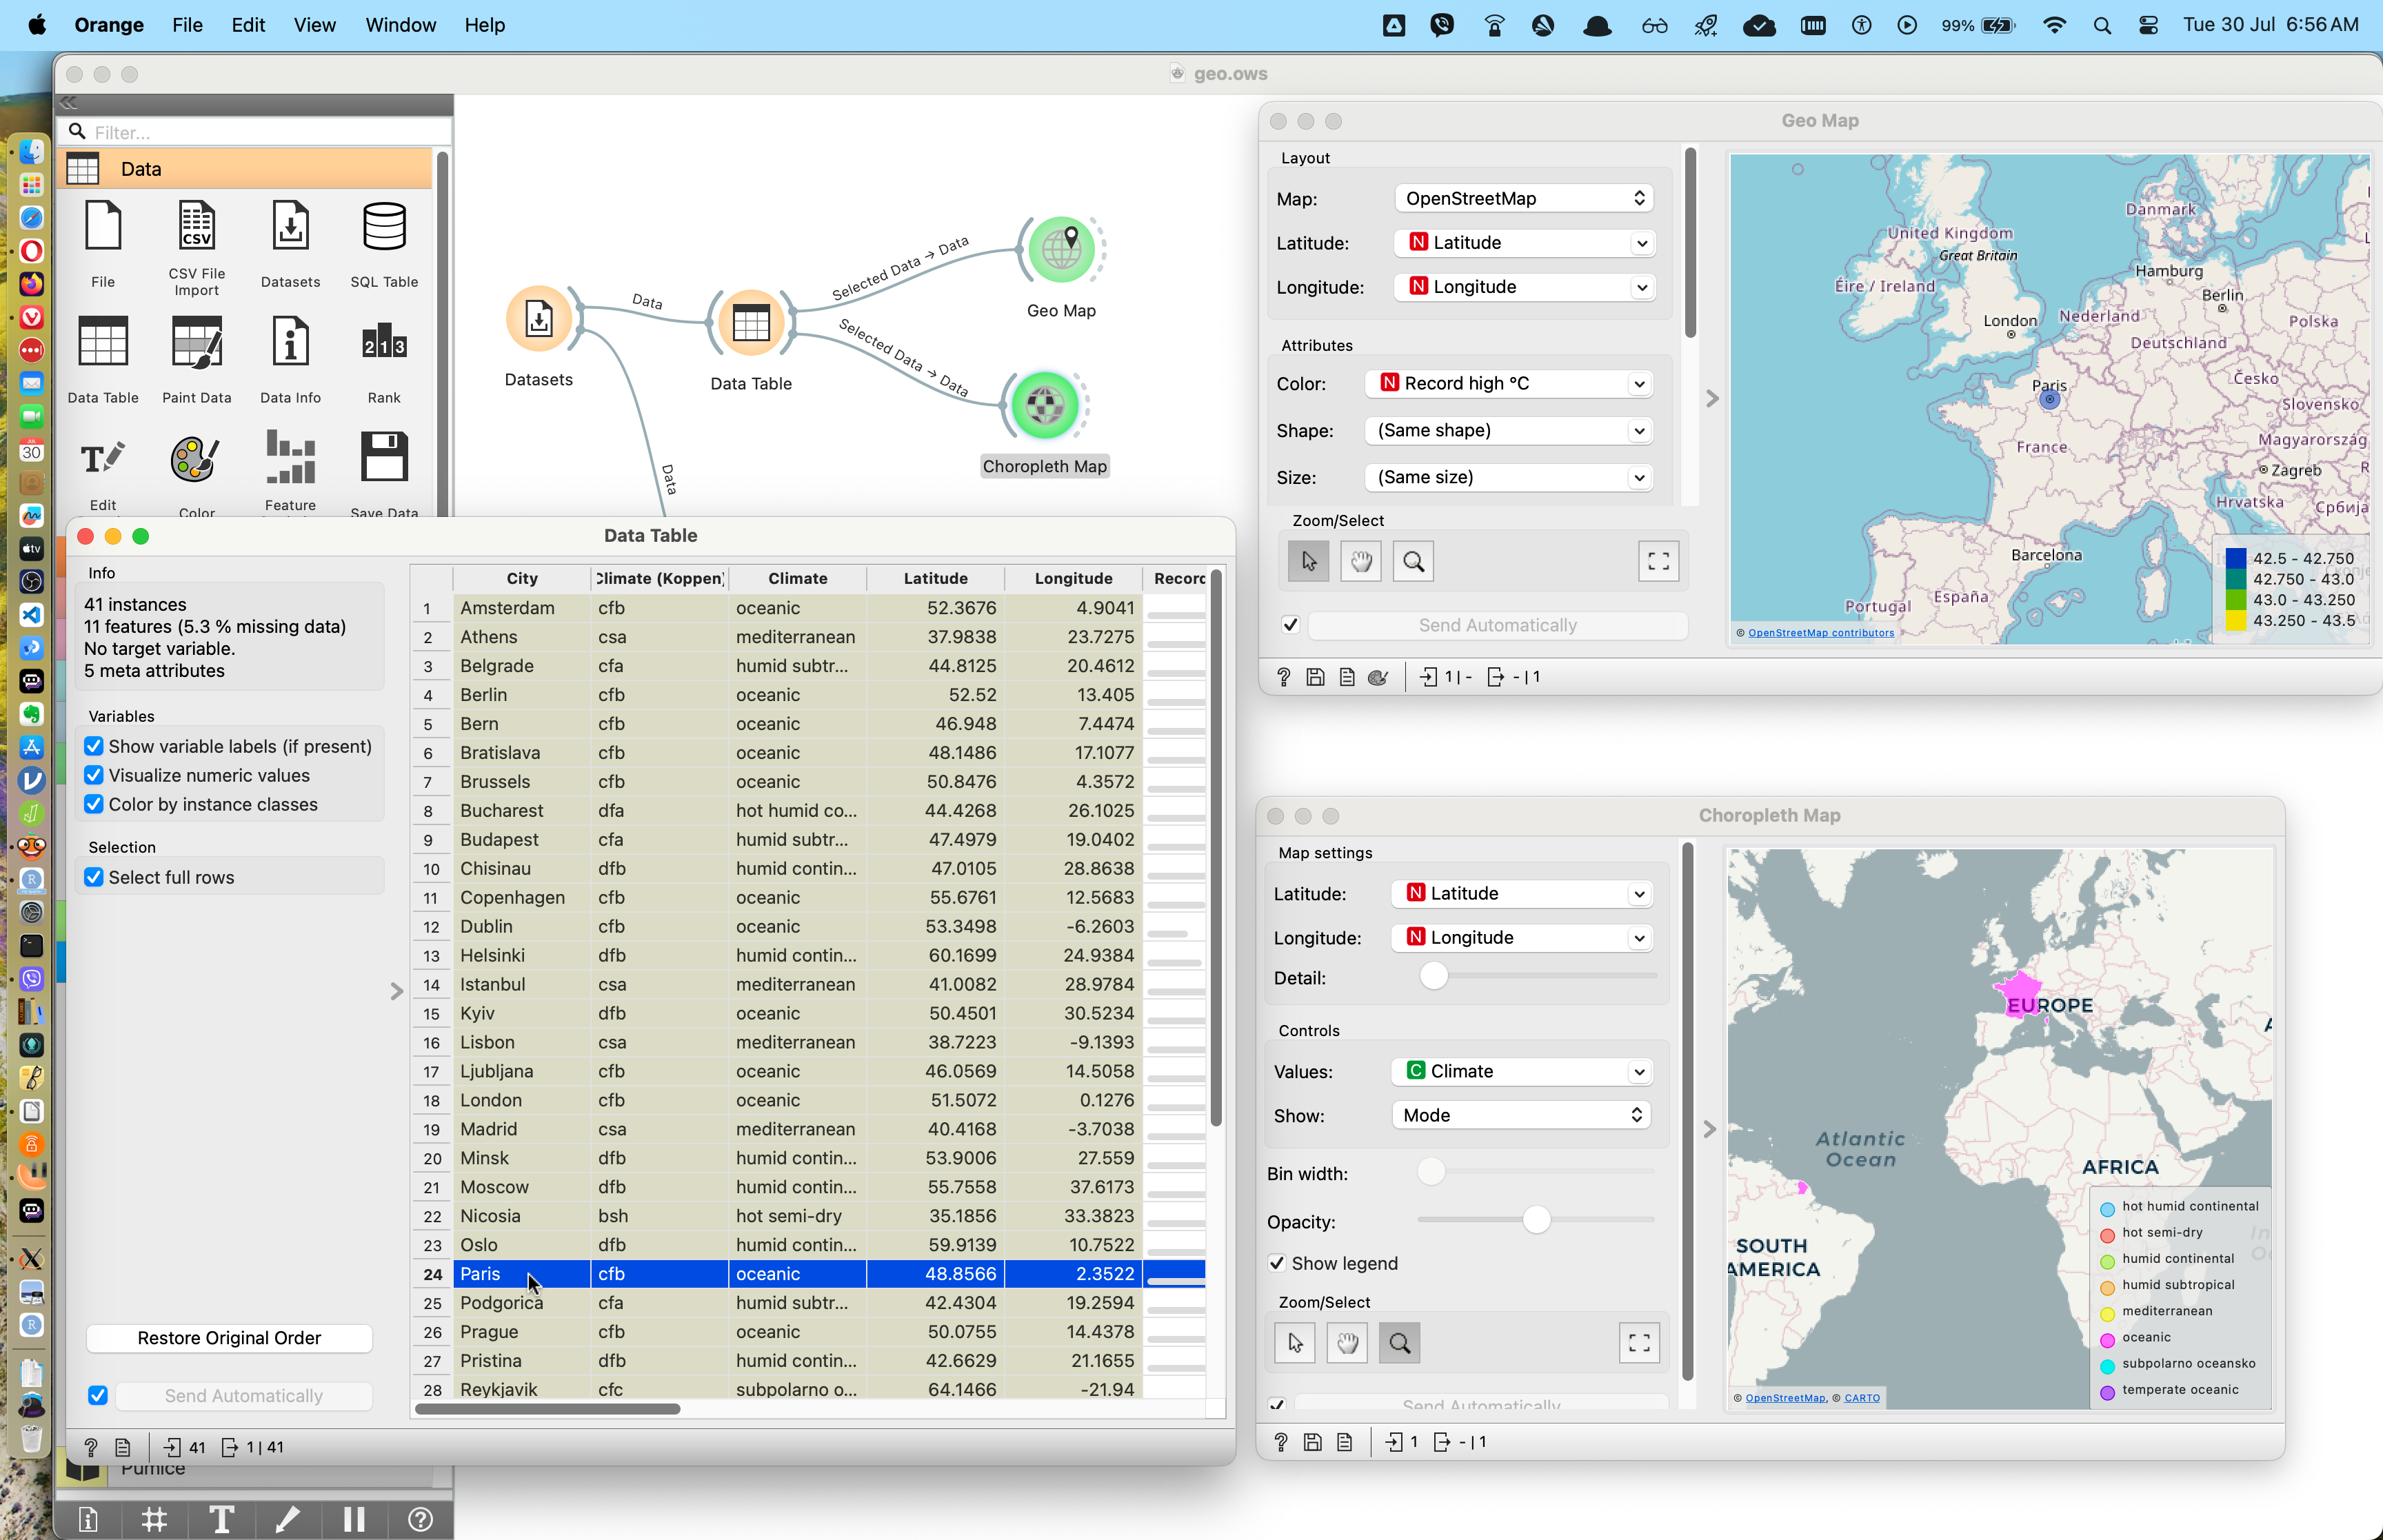 Orange File Edit View Window Help
99% Tue 30 Jul 6:56 AM
geo.ows
Filter...
Data
CSV
File
CSV File Import
Datasets
SQL Table
213
Data Table
Paint Data
Data Info
Rank
Edit
Color
Feature
Save Data
Datasets
Data
Data Table
Selected Data → Data
Geo Map
Selected Data → Data
Choropleth Map
Data
Geo Map
Layout
Map: OpenStreetMap
Latitude: N Latitude
Longitude: N Longitude
Attributes
Color: N Record high °C
Shape: (Same shape)
Size: (Same size)
Zoom/Select
Send Automatically
1 | - - | 1
Danmark
United Kingdom
Great Britain
Hamburg
Éire / Ireland
Berlin
London
Nederland
Polska
Deutschland
Paris
Česko
Slovensko
France
Magyarország
Zagreb
Hrvatska
Србија
Barcelona
España
Portugal
42.5 - 42.750
42.750 - 43.0
43.0 - 43.250
43.250 - 43.5
© OpenStreetMap contributors
Data Table
Info
41 instances
11 features (5.3 % missing data)
No target variable.
5 meta attributes
Variables
Show variable labels (if present)
Visualize numeric values
Color by instance classes
Selection
Select full rows
Restore Original Order
Send Automatically
41 1 | 41
City Climate (Koppen) Climate Latitude Longitude Record
1 Amsterdam cfb oceanic 52.3676 4.9041
2 Athens csa mediterranean 37.9838 23.7275
3 Belgrade cfa humid subtr... 44.8125 20.4612
4 Berlin cfb oceanic 52.52 13.405
5 Bern cfb oceanic 46.948 7.4474
6 Bratislava cfb oceanic 48.1486 17.1077
7 Brussels cfb oceanic 50.8476 4.3572
8 Bucharest dfa hot humid co... 44.4268 26.1025
9 Budapest cfa humid subtr... 47.4979 19.0402
10 Chisinau dfb humid contin... 47.0105 28.8638
11 Copenhagen cfb oceanic 55.6761 12.5683
12 Dublin cfb oceanic 53.3498 -6.2603
13 Helsinki dfb humid contin... 60.1699 24.9384
14 Istanbul csa mediterranean 41.0082 28.9784
15 Kyiv dfb oceanic 50.4501 30.5234
16 Lisbon csa mediterranean 38.7223 -9.1393
17 Ljubljana cfb oceanic 46.0569 14.5058
18 London cfb oceanic 51.5072 0.1276
19 Madrid csa mediterranean 40.4168 -3.7038
20 Minsk dfb humid contin... 53.9006 27.559
21 Moscow dfb humid contin... 55.7558 37.6173
22 Nicosia bsh hot semi-dry 35.1856 33.3823
23 Oslo dfb humid contin... 59.9139 10.7522
24 Paris cfb oceanic 48.8566 2.3522
25 Podgorica cfa humid subtr... 42.4304 19.2594
26 Prague cfb oceanic 50.0755 14.4378
27 Pristina dfb humid contin... 42.6629 21.1655
28 Reykjavik cfc subpolarno o... 64.1466 -21.94
Pumice
Choropleth Map
Map settings
Latitude: N Latitude
Longitude: N Longitude
Detail:
Controls
Values: C Climate
Show: Mode
Bin width:
Opacity:
Show legend
Zoom/Select
Send Automatically
1 - | 1
EUROPE
Atlantic
Ocean
AFRICA
SOUTH
AMERICA
hot humid continental
hot semi-dry
humid continental
humid subtropical
mediterranean
oceanic
subpolarno oceansko
temperate oceanic
© OpenStreetMap, © CARTO